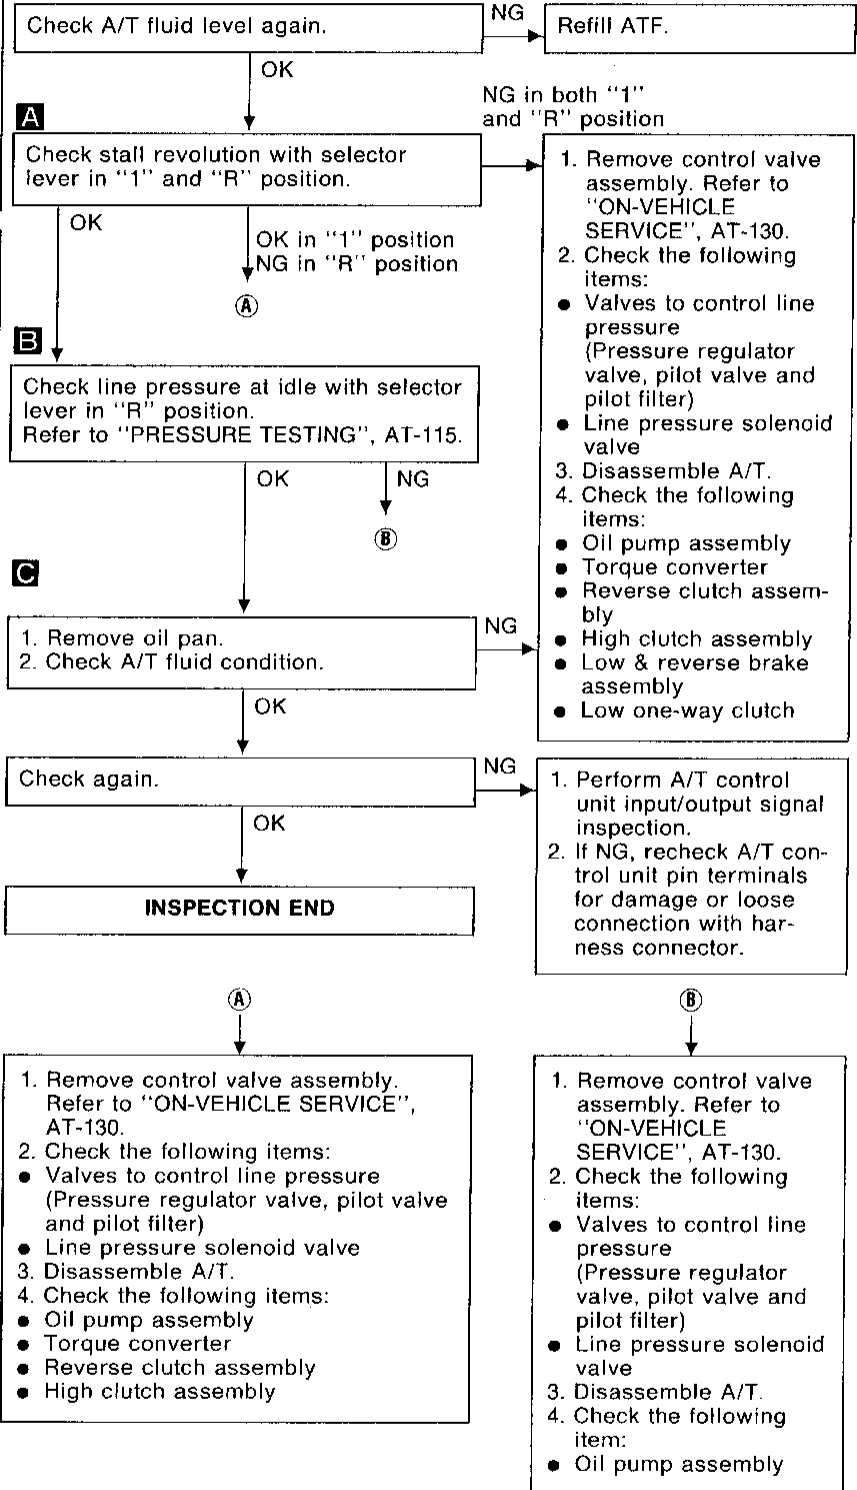 Check A/T fluid level again.
NG
Refill ATF.
OK
A
NG in both "1"
and "R" position
Check stall revolution with selector
lever in "1" and "R" position.
OK
OK in "1" position
NG in "R" position
A
1. Remove control valve
assembly. Refer to
"ON-VEHICLE
SERVICE", AT-130.
2. Check the following
items:
● Valves to control line
pressure
(Pressure regulator
valve, pilot valve and
pilot filter)
● Line pressure solenoid
valve
3. Disassemble A/T.
4. Check the following
items:
● Oil pump assembly
● Torque converter
● Reverse clutch assem-
bly
● High clutch assembly
● Low & reverse brake
assembly
● Low one-way clutch
B
Check line pressure at idle with selector
lever in "R" position.
Refer to "PRESSURE TESTING", AT-115.
OK
NG
B
C
1. Remove oil pan.
2. Check A/T fluid condition.
NG
OK
Check again.
NG
1. Perform A/T control
unit input/output signal
inspection.
2. If NG, recheck A/T con-
trol unit pin terminals
for damage or loose
connection with har-
ness connector.
OK
INSPECTION END
A
1. Remove control valve assembly.
Refer to "ON-VEHICLE SERVICE",
AT-130.
2. Check the following items:
● Valves to control line pressure
(Pressure regulator valve, pilot valve
and pilot filter)
● Line pressure solenoid valve
3. Disassemble A/T.
4. Check the following items:
● Oil pump assembly
● Torque converter
● Reverse clutch assembly
● High clutch assembly
B
1. Remove control valve
assembly. Refer to
"ON-VEHICLE
SERVICE", AT-130.
2. Check the following
items:
● Valves to control line
pressure
(Pressure regulator
valve, pilot valve and
pilot filter)
● Line pressure solenoid
valve
3. Disassemble A/T.
4. Check the following
item:
● Oil pump assembly